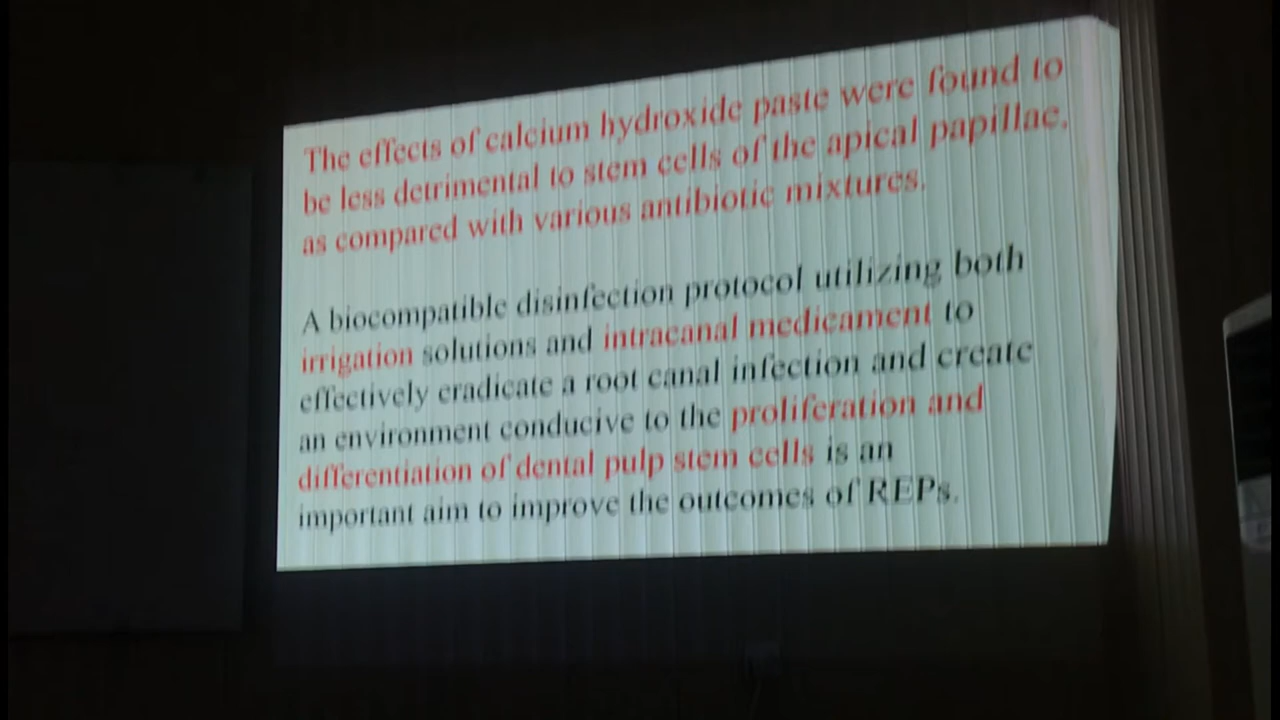 The effects of calcium hydroxide paste were found to
be less detrimental to stem cells of the apical papillae,
as compared with various antibiotic mixtures.
A biocompatible disinfection protocol utilizing both
irrigation solutions and intracanal medicament to
effectively eradicate a root canal infection and create
an environment conducive to the proliferation and
differentiation of dental pulp stem cells is an
important aim to improve the outcomes of REPs.